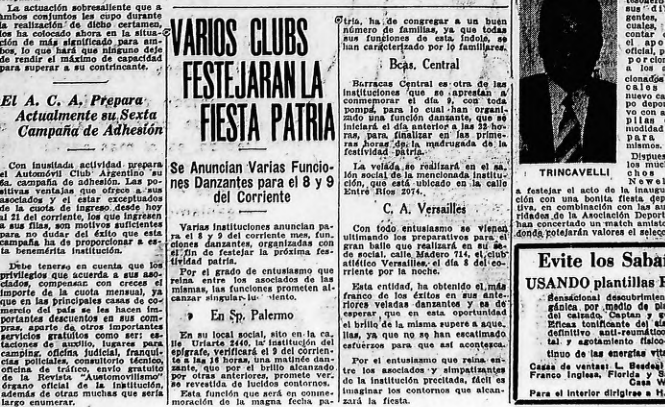 La actuación sobresaliente que a
ambos conjuntos les cupo durante
la realización de dicho certamen,
los ha colocado ahora en la situa-
ción de más significado para am-
bos, lo que hará que ninguno deje
de rendir el máximo de capacidad
para superar a su contrincante.
El A. C. A. Prepara
Actualmente su Sexta
Campaña de Adhesión
Con inusitada actividad prepara
el Automóvil Club Argentino su
6a. campaña de adhesión. Las po-
sitivas ventajas que ofrece a sus
asociados y el estar exceptuados
de la cuota de ingreso desde hoy
al 21 del corriente, los que ingresen
a sus filas, son motivos suficientes
para no dudar del éxito que esta
campaña ha de proporcionar a es-
ta benemérita institución.
Debe tenerse en cuenta que los
privilegios que acuerda a sus aso-
ciados, compensan con creces el
importe de la cuota mensual, ya
que en las principales casas de co-
mercio del país se les hacen im-
portantes descuentos en sus com-
pras, aparte de otros importantes
servicios gratuitos como ser: es-
taciones de auxilio, lugares para
camping, oficina judicial, franqui-
cias policiales, consultorio técnico,
oficina de tráfico, envío gratuito
de la Revista "Automovilismo"
órgano oficial de la institución,
además de otras muchas que sería
largo enumerar.
VARIOS CLUBS
FESTEJARAN LA
FIESTA PATRIA
Se Anuncian Varias Funcio-
nes Danzantes para el 8 y 9
del Corriente
Varias instituciones anuncian pa-
ra el 8 y 9 del corriente mes, fun-
ciones danzantes, organizadas con
el fin de festejar la próxima fes-
tividad patria.
Por el grado de entusiasmo que
reina entre los asociados de las
mismas, las funciones prometen al-
canzar singular
En Sp. Palermo
En su local social, sito en la ca-
lle Uriarte 2440, la institución del
epígrafe, verificará el 9 del corrien-
te a las 16 horas, una matinée dan-
zante, que por el brillo alcanzado
por otras anteriores, promete ver-
se revestida de lucidos contornos.
Esta función que será en conme-
moración de la magna fecha pa-
tria, ha de congregar a un buen
número de familias, ya que todas
sus funciones de esta índole, se
han caracterizado por lo familiares.
Bcas. Central
Barracas Central es otra de las
instituciones que se aprestan a
conmemorar el día 9, con toda
pompa, para lo cual han organi-
zado una función danzante, que se
iniciará el día anterior a las 22 ho-
ras, para finalizar en las prime-
ras horas de la madrugada de la
festividad patria.
La velada se realizará en el sa-
lón social de la mencionada institu-
ción, que está ubicado en la calle
Entre Ríos 2074.
C. A. Versailles
Con todo entusiasmo se vienen
ultimando los preparativos para el
gran baile que realizará en su se-
de social, calle Madero 714, el club
atlético Versailles, el día 8 del co-
rriente por la noche.
Esta entidad, ha obtenido el más
franco de los éxitos en sus ante-
riores veladas danzantes y es de
esperar que en esta oportunidad
el brillo de la misma supere a aque-
llas, ya que no se han escatimado
esfuerzos para que así acontezca.
Por el entusiasmo que reina en-
tre los asociados y simpatizantes
de la institución precitada, fácil es
imaginar los contornos que alcan-
zará la fiesta.
TRINCAVELLI
a festejar el acto de la inaugura-
ción con una bonita fiesta depor-
tiva, en combinación con las auto-
ridades de la Asociación Deporti
han concertado un match amisto
donde cotejarán valores el selec
Evite los Sabañ
USANDO plantillas
Sensacional descubrimien
gánica por medio de pla
del calzado. Captan y
Eficaz tonificante del
definitivo anti-reumático
tal y agotamiento físico
tinuo de las energías vita
Casas de ventas: L.
Franco Inglesa, Florida y S
Casa W
Para el interior dirigirse a